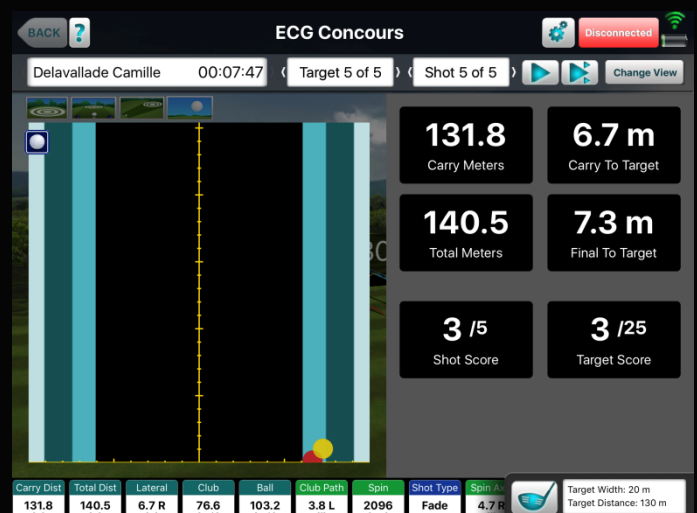 BACK ? ECG Concours Disconnected
Delavallade Camille 00:07:47 Target 5 of 5 Shot 5 of 5 Change View
131.8
Carry Meters
6.7 m
Carry To Target
140.5
Total Meters
7.3 m
Final To Target
3 /5
Shot Score
3 /25
Target Score
Carry Dist Total Dist Lateral Club Ball Club Path Spin Shot Type
131.8 140.5 6.7 R 76.6 103.2 3.8 L 2096 Fade 4.7
Target Width: 20 m
Target Distance: 130 m